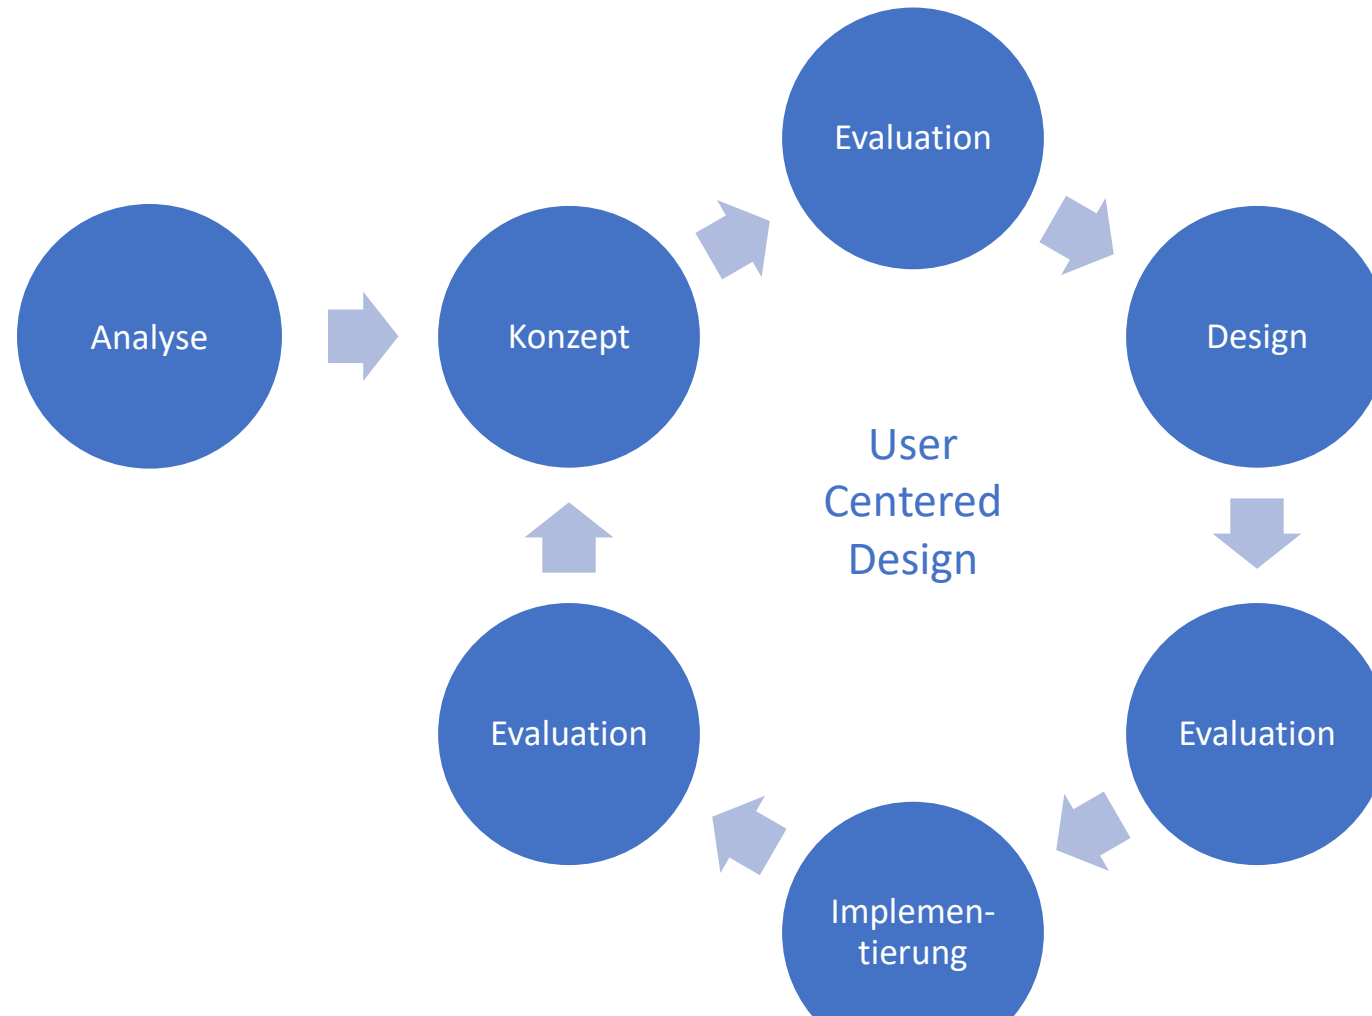 Evaluation
Analyse
Konzept
Design
User
Centered
Design
Evaluation
Evaluation
Implemen-
tierung